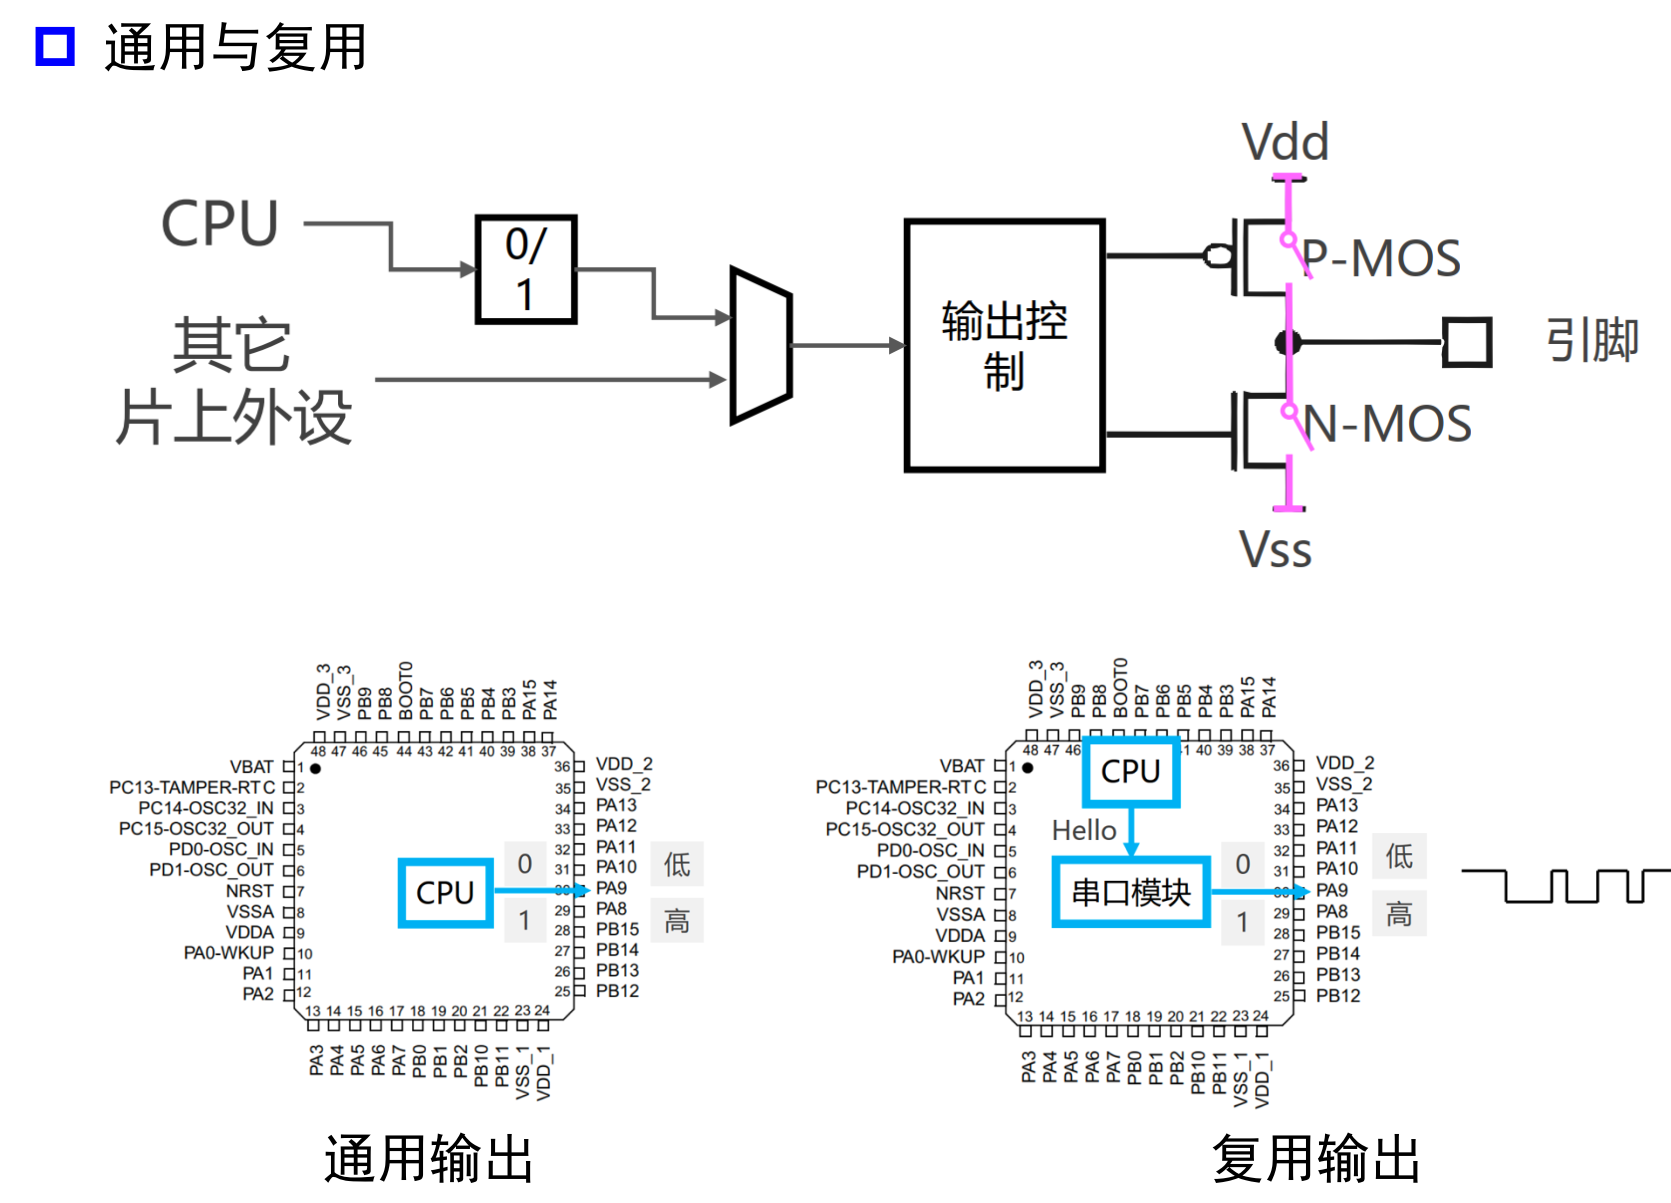 通用与复用
Vdd
CPU
0/
1
P-MOS
其它
片上外设
输出控
制
引脚
N-MOS
Vss
VDD_3
VSS_3
PB9
PB8
BOOT0
PB7
PB6
PB5
PB4
PB3
PA15
PA14
48 47 46 45 44 43 42 41 40 39 38 37
VBAT 1
PC13-TAMPER-RTC 2
PC14-OSC32_IN 3
PC15-OSC32_OUT 4
PD0-OSC_IN 5
PD1-OSC_OUT 6
NRST 7
VSSA 8
VDDA 9
PA0-WKUP 10
PA1 11
PA2 12
CPU
0
1
36 VDD_2
35 VSS_2
34 PA13
33 PA12
32 PA11
31 PA10
PA9
29 PA8
28 PB15
27 PB14
26 PB13
25 PB12
低
高
13 14 15 16 17 18 19 20 21 22 23 24
PA3
PA4
PA5
PA6
PA7
PB0
PB1
PB2
PB10
PB11
VSS_1
VDD_1
通用输出
VDD_3
VSS_3
PB9
PB8
BOOT0
PB7
PB6
PB5
PB4
PB3
PA15
PA14
48 47 46 40 39 38 37
VBAT 1
PC13-TAMPER-RTC 2
PC14-OSC32_IN 3
PC15-OSC32_OUT 4
PD0-OSC_IN 5
PD1-OSC_OUT 6
NRST 7
VSSA 8
VDDA 9
PA0-WKUP 10
PA1 11
PA2 12
CPU
Hello
串口模块
0
1
36 VDD_2
35 VSS_2
34 PA13
33 PA12
32 PA11
31 PA10
PA9
29 PA8
28 PB15
27 PB14
26 PB13
25 PB12
低
高
13 14 15 16 17 18 19 20 21 22 23 24
PA3
PA4
PA5
PA6
PA7
PB0
PB1
PB2
PB10
PB11
VSS_1
VDD_1
复用输出